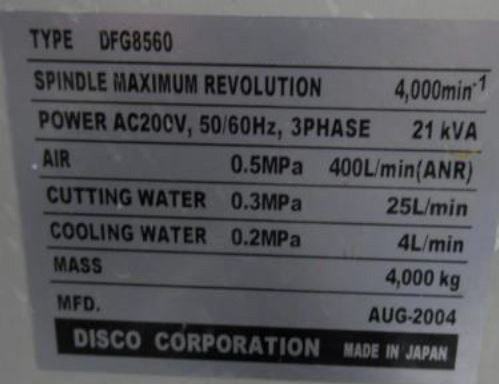 TYPE DFG8560
SPINDLE MAXIMUM REVOLUTION 4,000min⁻¹
POWER AC200V, 50/60Hz, 3PHASE 21 kVA
AIR 0.5MPa 400L/min(ANR)
CUTTING WATER 0.3MPa 25L/min
COOLING WATER 0.2MPa 4L/min
MASS 4,000 kg
MFD. AUG-2004
DISCO CORPORATION MADE IN JAPAN